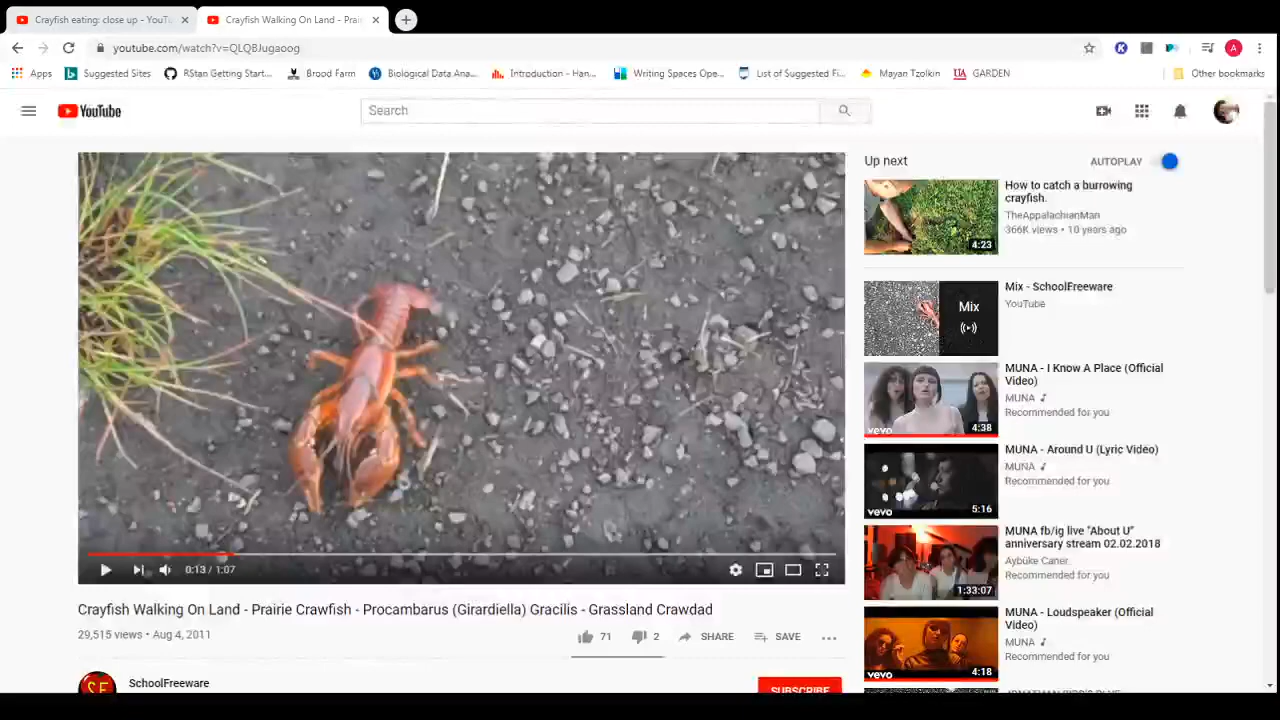 Crayfish eating: close up - YouTu
Crayfish Walking On Land - Prai
youtube.com/watch?v=QLQBJugaoog
A
Apps
Suggested Sites
RStan Getting Start...
Brood Farm
Biological Data Ana...
Introduction - Han...
Writing Spaces Ope...
List of Suggested Fi...
Mayan Tzolkin
GARDEN
Other bookmarks
YouTube
Search
Up next
AUTOPLAY
How to catch a burrowing
crayfish.
TheAppalachianMan
366K views • 10 years ago
4:23
Mix
Mix - SchoolFreeware
YouTube
MUNA - I Know A Place (Official
Video)
MUNA
Recommended for you
vevo
4:38
MUNA - Around U (Lyric Video)
MUNA
Recommended for you
vevo
5:16
MUNA fb/ig live "About U"
anniversary stream 02.02.2018
Aybüke Caner
Recommended for you
1:33:07
MUNA - Loudspeaker (Official
Video)
MUNA
Recommended for you
vevo
4:18
0:13 / 1:07
Crayfish Walking On Land - Prairie Crawfish - Procambarus (Girardiella) Gracilis - Grassland Crawdad
29,515 views • Aug 4, 2011
71
2
SHARE
SAVE
SF
SchoolFreeware
SUBSCRIBE